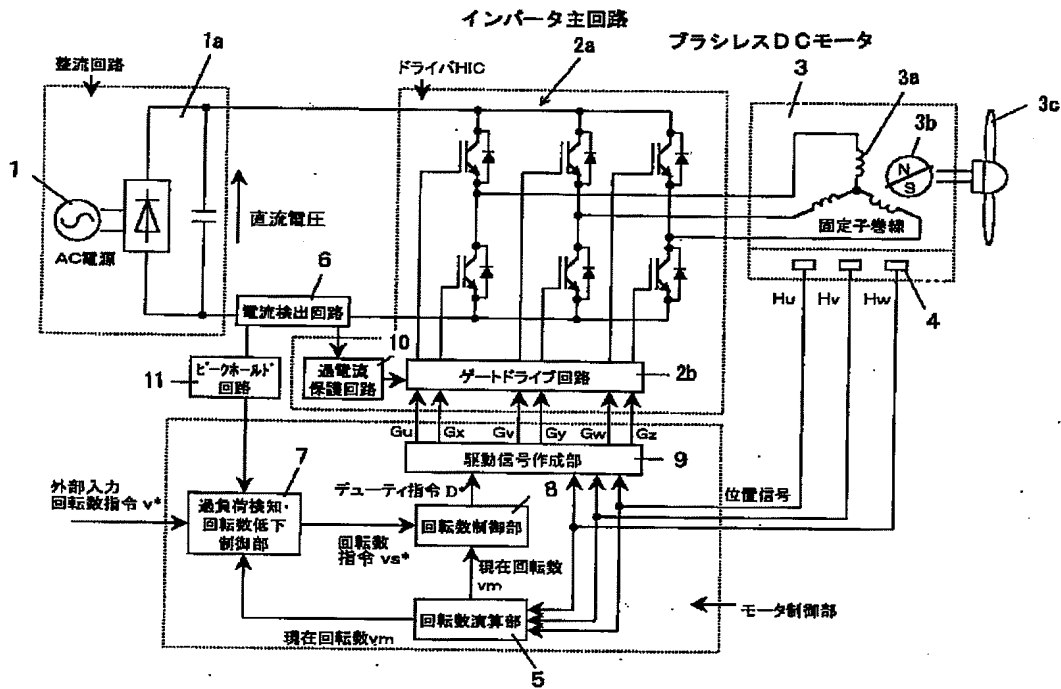 インバータ主回路
ブラシレスDCモータ
1a
2a
整流回路
ドライバHIC
3
3a
3b
3c
1
N
S
直流電圧
AC電源
固定子巻線
6
電流検出回路
Hu
Hv
Hw
4
10
11
ピークホールド
回路
過電流
保護回路
ゲートドライブ回路
2b
Gu
Gx
Gv
Gy
Gw
Gz
駆動信号作成部
9
7
デューティ指令 D*
8
位置信号
外部入力
回転数指令 v*
過負荷検知・
回転数低下
制御部
回転数制御部
回転数
指令 vs*
現在回転数
vm
モータ制御部
回転数演算部
現在回転数vm
5